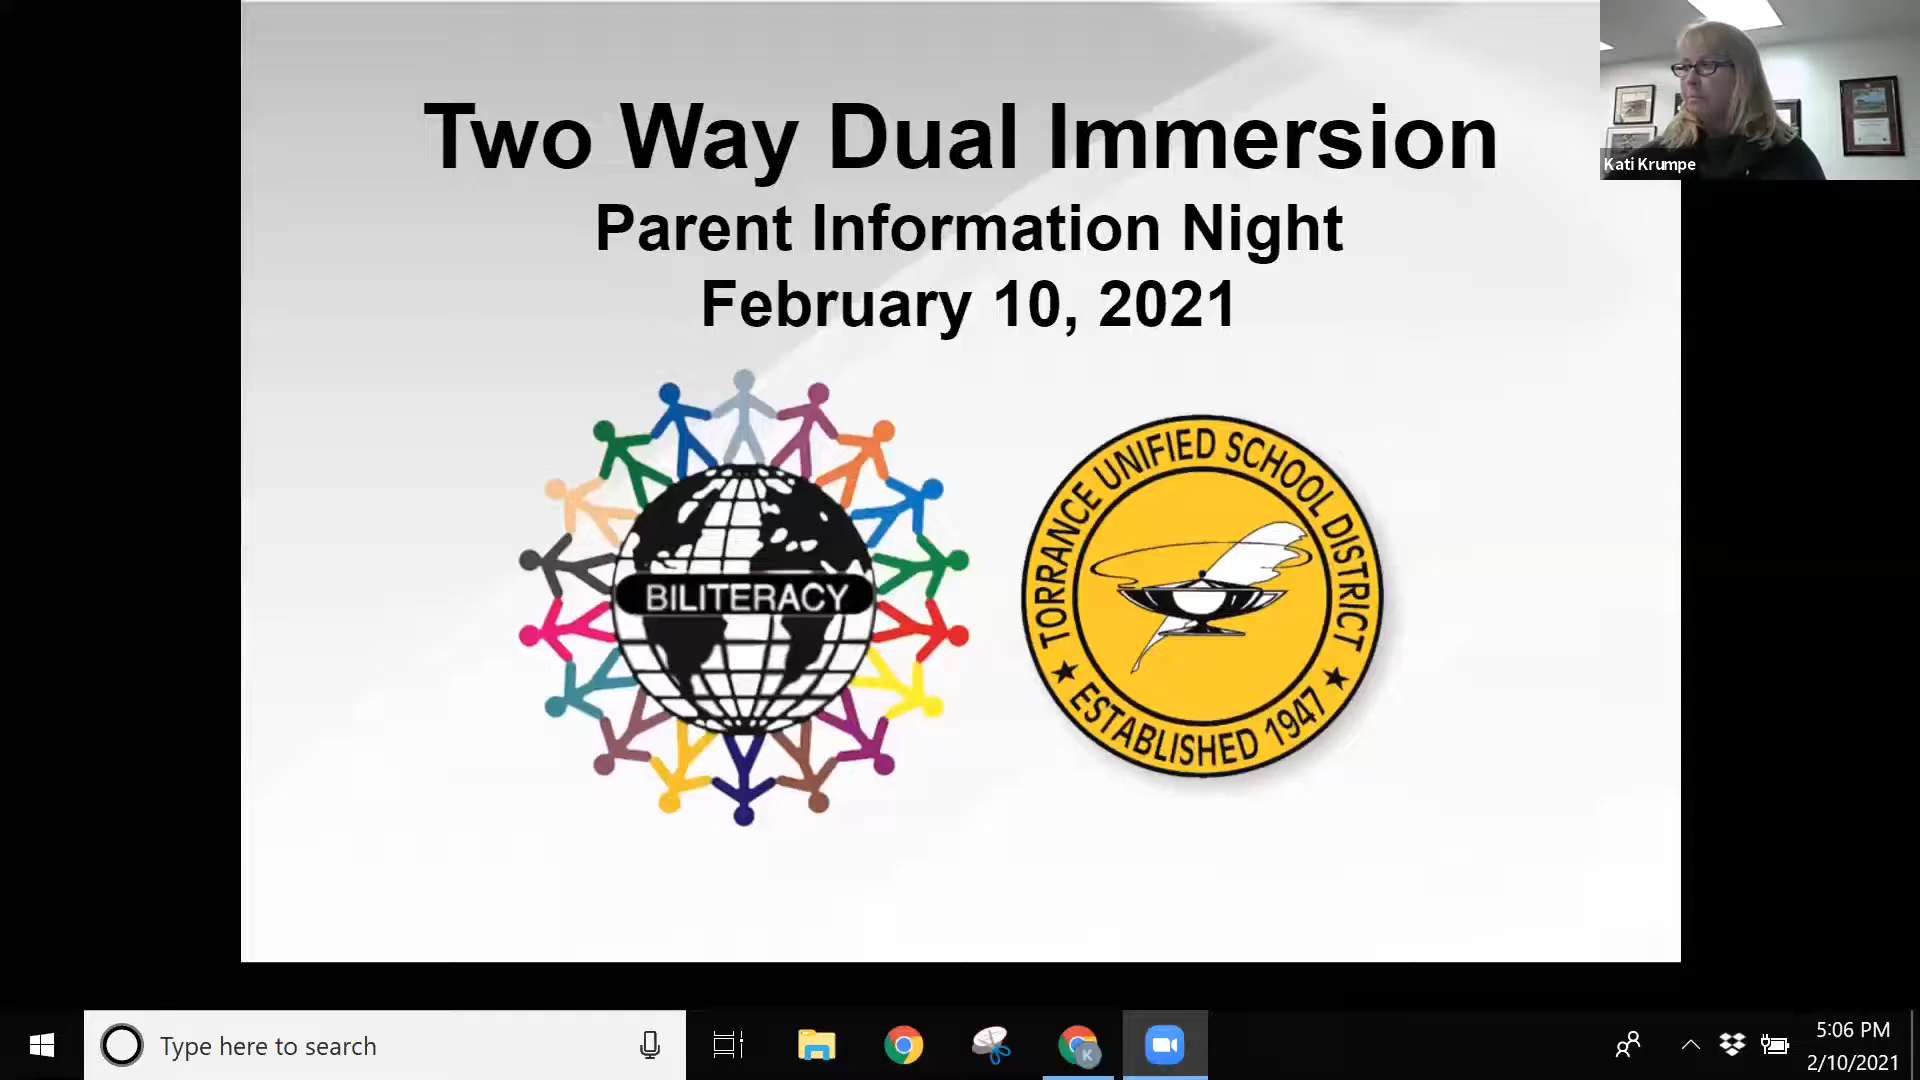 Two Way Dual Immersion
Parent Information Night
February 10, 2021
Kati Krumpe
BILITERACY
TORRANCE UNIFIED SCHOOL DISTRICT
★ ESTABLISHED 1947 ★
Type here to search
K
5:06 PM
2/10/2021